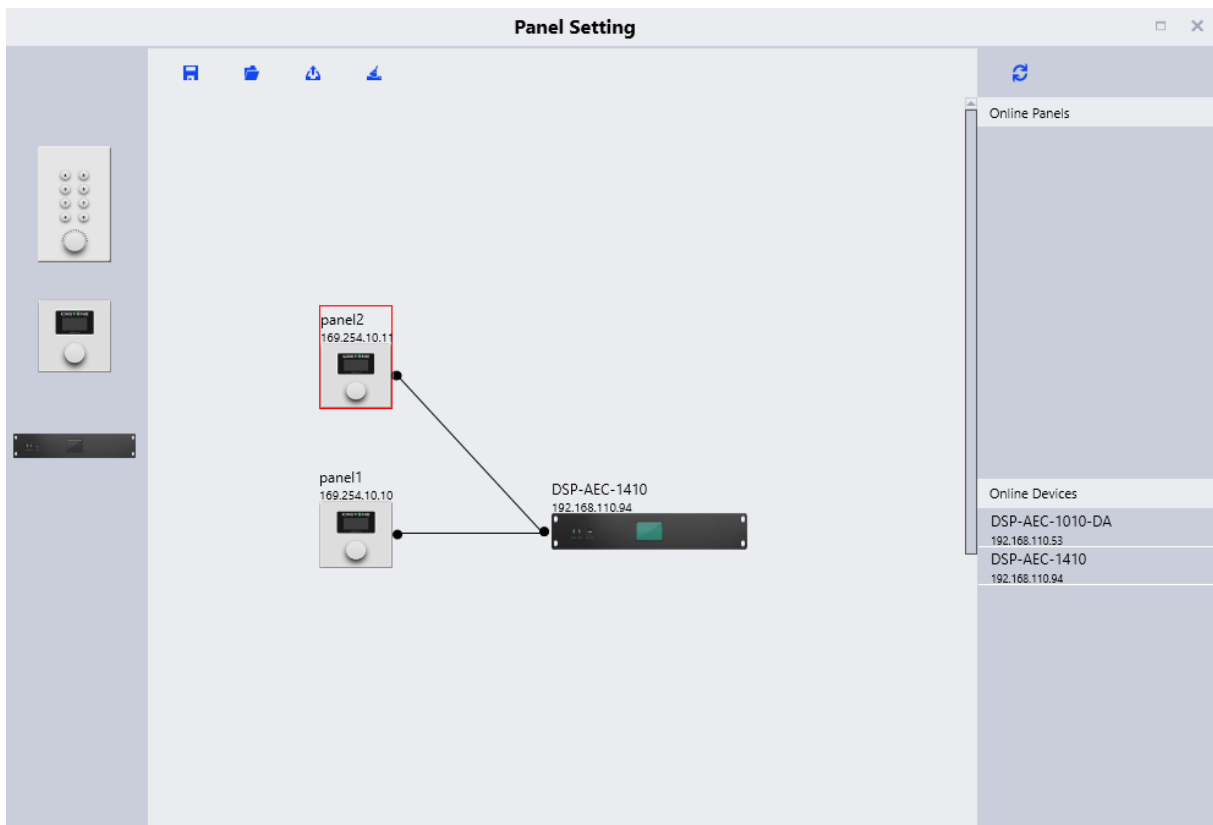 Panel Setting
Online Panels
panel2
169.254.10.11
panel1
169.254.10.10
DSP-AEC-1410
192.168.110.94
Online Devices
DSP-AEC-1010-DA
192.168.110.53
DSP-AEC-1410
192.168.110.94